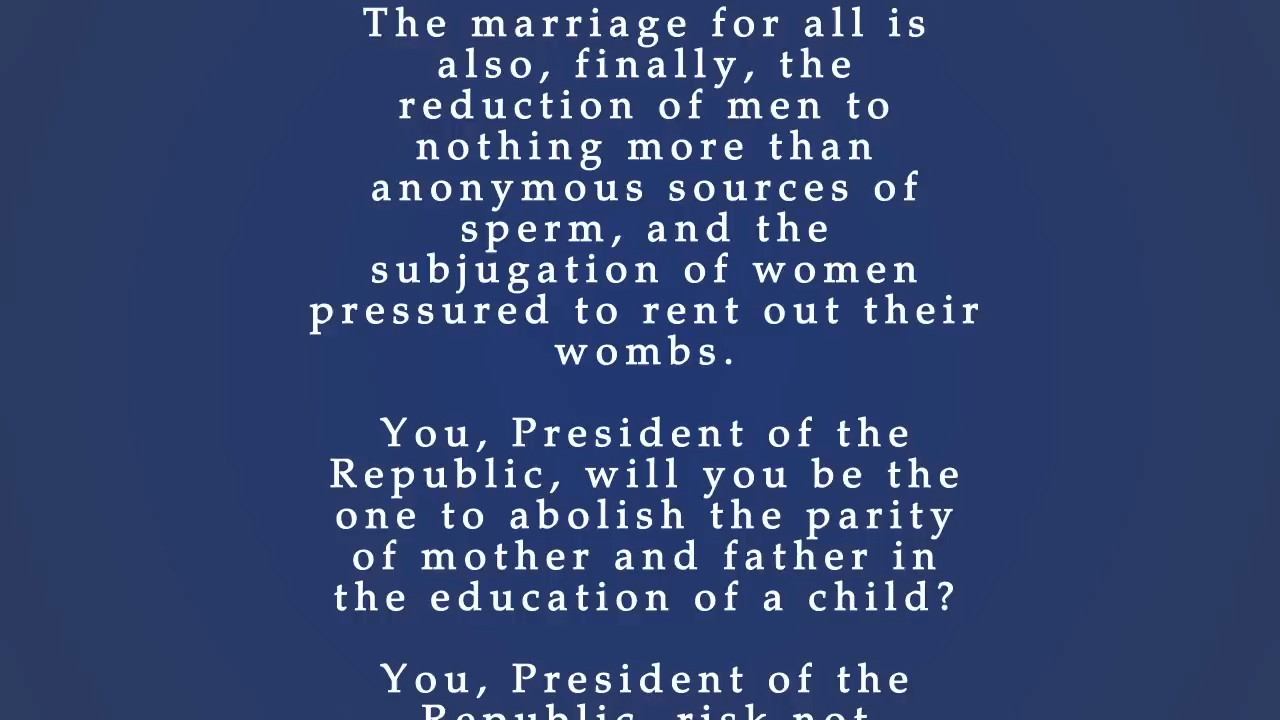 The marriage for all is
also, finally, the
reduction of men to
nothing more than
anonymous sources of
sperm, and the
subjugation of women
pressured to rent out their
wombs.
You, President of the
Republic, will you be the
one to abolish the parity
of mother and father in
the education of a child?
You, President of the
Republic, risk not